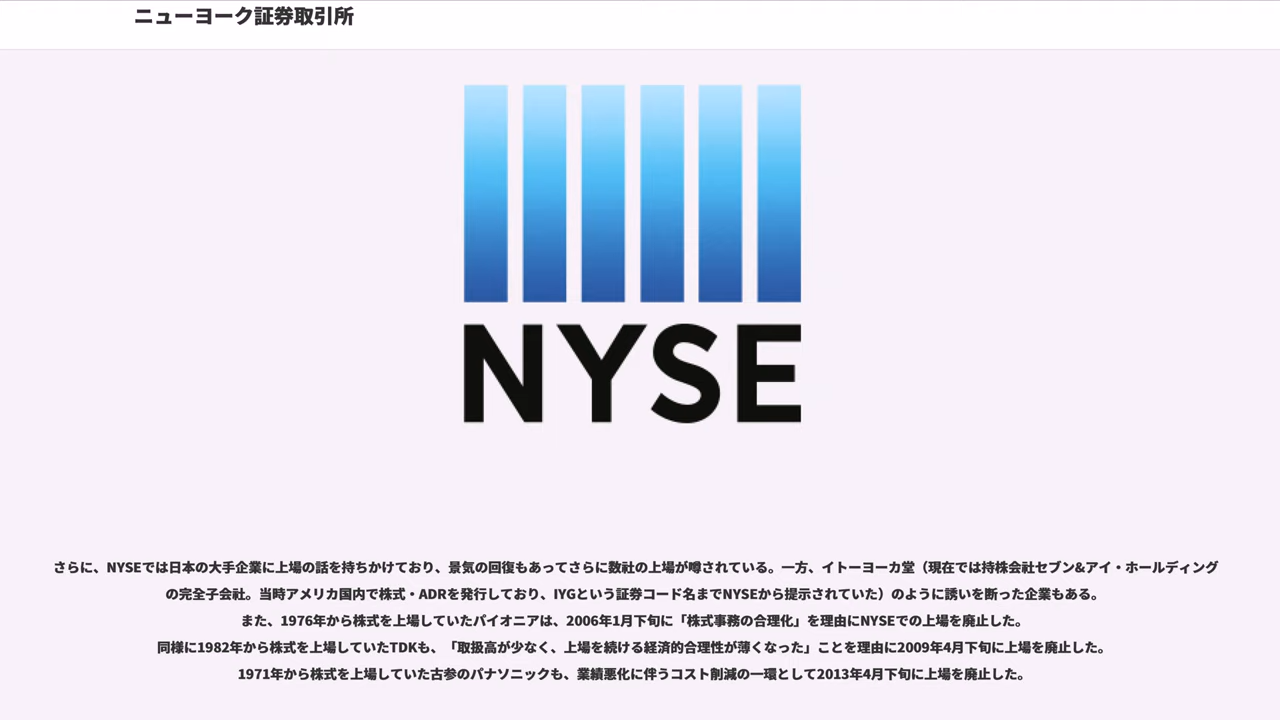 ニューヨーク証券取引所
NYSE
さらに、NYSEでは日本の大手企業に上場の話を持ちかけており、景気の回復もあってさらに数社の上場が噂されている。一方、イトーヨーカ堂（現在では持株会社セブン&アイ・ホールディング
の完全子会社。当時アメリカ国内で株式・ADRを発行しており、IYGという証券コード名までNYSEから提示されていた）のように誘いを断った企業もある。
また、1976年から株式を上場していたパイオニアは、2006年1月下旬に「株式事務の合理化」を理由にNYSEでの上場を廃止した。
同様に1982年から株式を上場していたTDKも、「取扱高が少なく、上場を続ける経済的合理性が薄くなった」ことを理由に2009年4月下旬に上場を廃止した。
1971年から株式を上場していた古参のパナソニックも、業績悪化に伴うコスト削減の一環として2013年4月下旬に上場を廃止した。